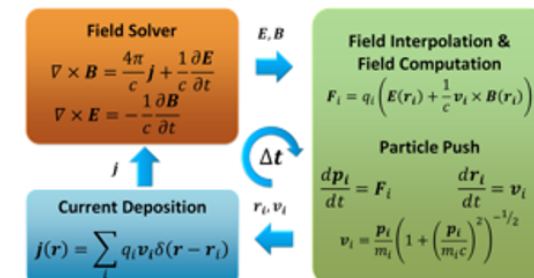 Field Solver
∇ × B = 4π/c j + 1/c ∂E/∂t
∇ × E = − 1/c ∂B/∂t
E, B
Field Interpolation &
Field Computation
F_i = q_i ( E(r_i) + 1/c v_i × B(r_i) )
Particle Push
dp_i/dt = F_i dr_i/dt = v_i
v_i = p_i/m_i ( 1 + ( p_i/m_i c )^2 )^−1/2
Δt
j
r_i, v_i
Current Deposition
j(r) = ∑_i q_i v_i δ(r − r_i)